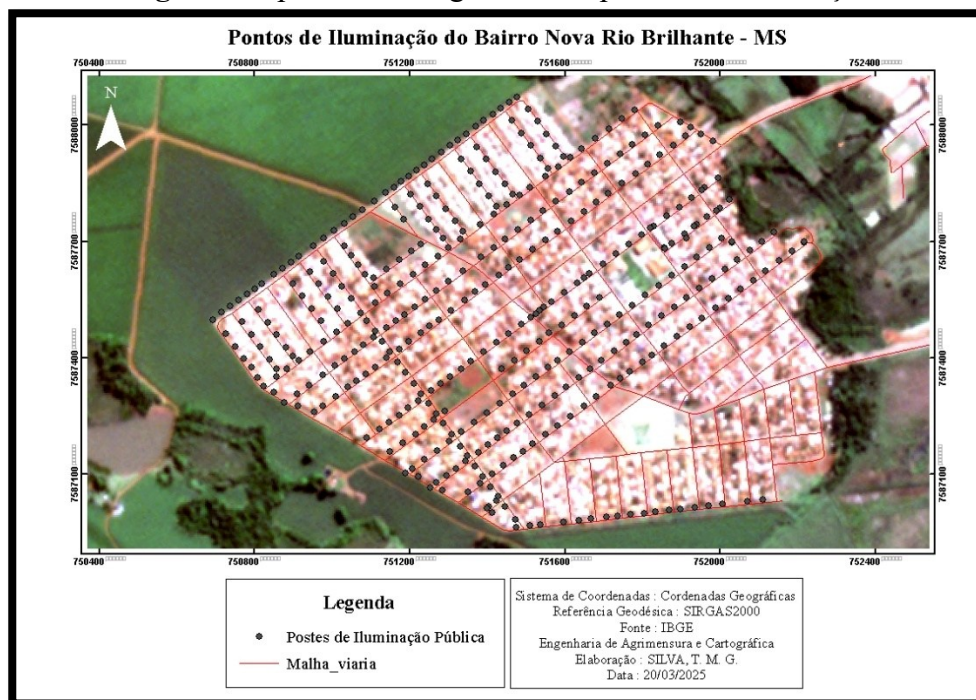 Pontos de Iluminação do Bairro Nova Rio Brilhante - MS
750400 750800 751200 751600 752000 752400
N
7588000 7588000
7587700 7587700
7587400 7587400
7587100 7587100
750400 750800 751200 751600 752000 752400
Legenda
Postes de Iluminação Pública
Malha_viaria
Sistema de Coordenadas : Cordenadas Geográficas
Referência Geodésica : SIRGAS2000
Fonte : IBGE
Engenharia de Agrimensura e Cartográfica
Elaboração : SILVA, T. M. G.
Data : 20/03/2025